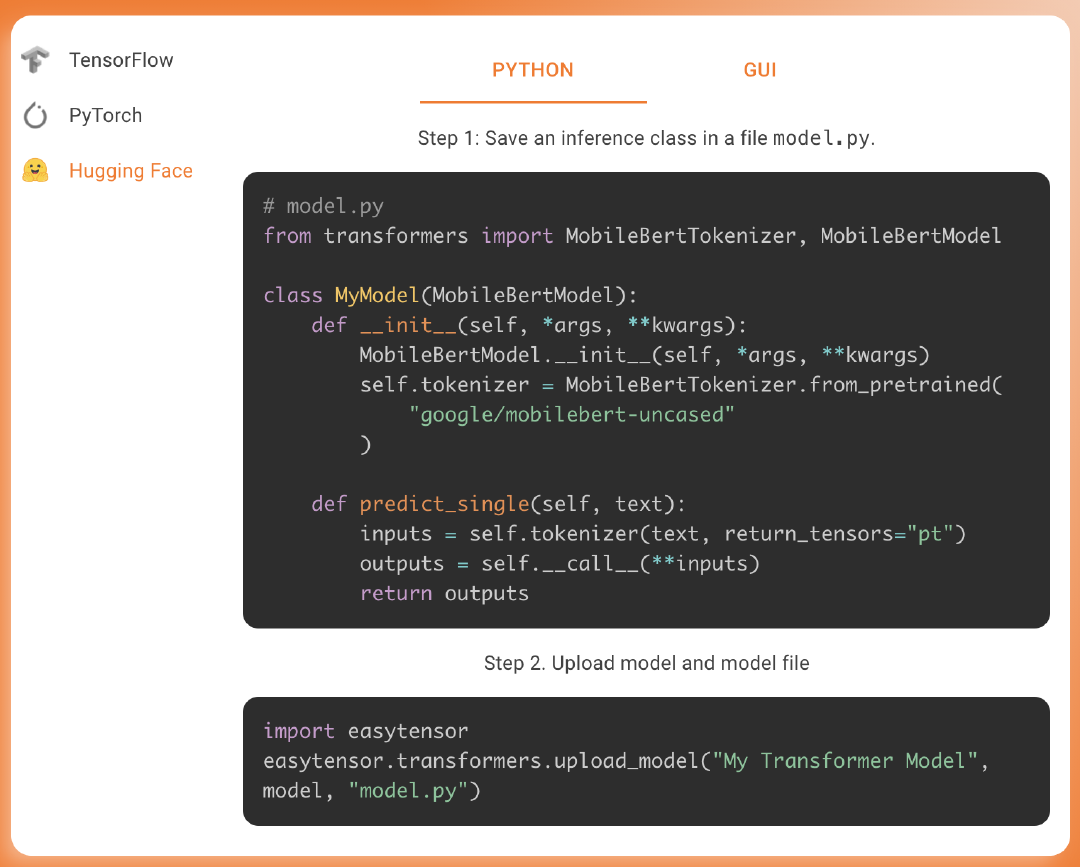 TensorFlow
PyTorch
Hugging Face
PYTHON
GUI
Step 1: Save an inference class in a file model.py.
# model.py
from transformers import MobileBertTokenizer, MobileBertModel
class MyModel(MobileBertModel):
    def __init__(self, *args, **kwargs):
        MobileBertModel.__init__(self, *args, **kwargs)
        self.tokenizer = MobileBertTokenizer.from_pretrained(
            "google/mobilebert-uncased"
        )
    def predict_single(self, text):
        inputs = self.tokenizer(text, return_tensors="pt")
        outputs = self.__call__(**inputs)
        return outputs
Step 2. Upload model and model file
import easytensor
easytensor.transformers.upload_model("My Transformer Model",
model, "model.py")